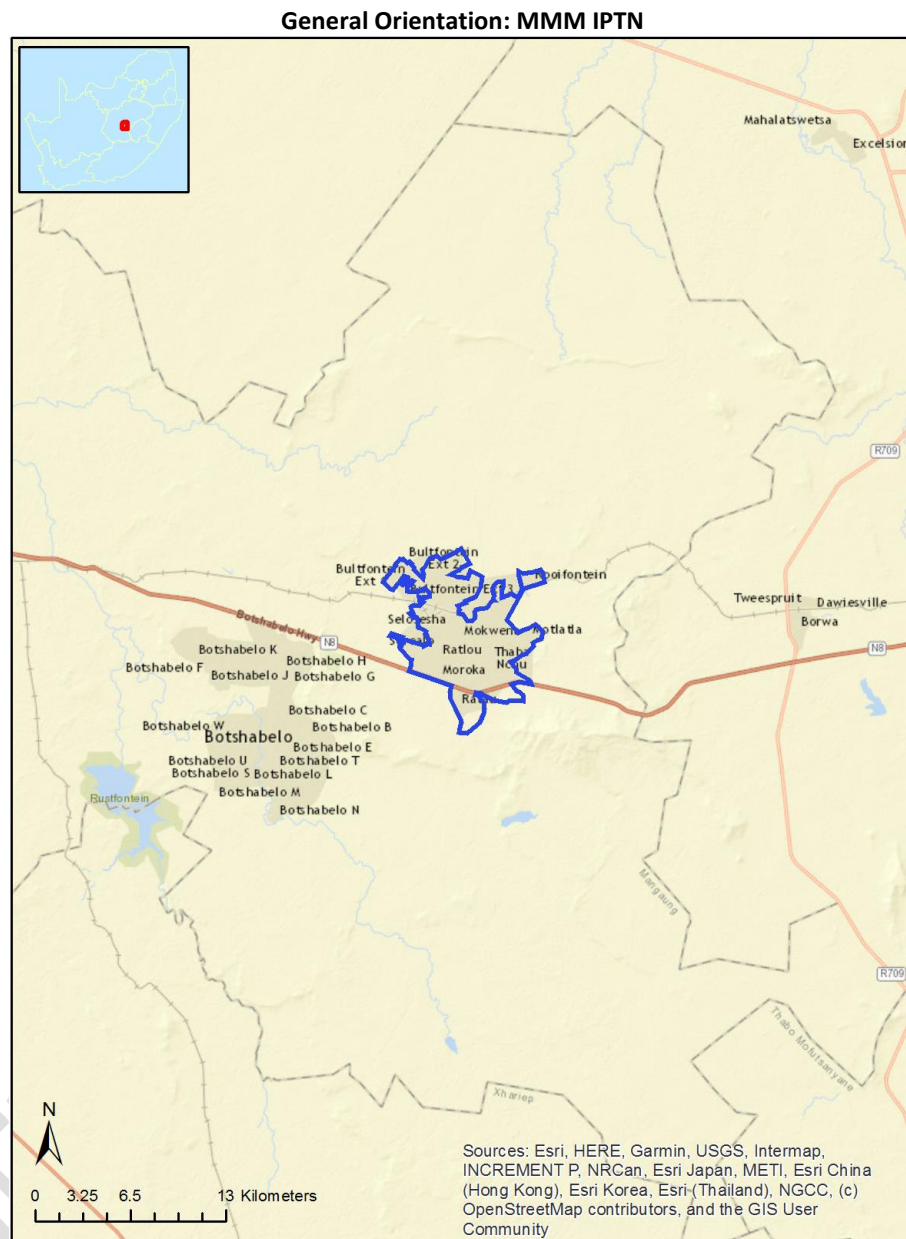 General Orientation: MMM IPTN
Mahalatswetsa
Excelsior
R709
Bultfontein
Ext 2
Bultfontein
Ext
Bultfontein Ext 3
Rooifontein
Tweespruit
Dawiesville
Borwa
Selosesha
Mokwena
Motlatla
Botshabelo Hwy
N8
Ratlou
Thaba
Nchu
Moroka
N8
Botshabelo K
Botshabelo H
Botshabelo F
Botshabelo J
Botshabelo G
Botshabelo C
Botshabelo W
Botshabelo B
Botshabelo
Botshabelo E
Botshabelo U
Botshabelo T
Botshabelo S
Botshabelo L
Botshabelo M
Botshabelo N
Rustfontein
Mangaung
R709
Thabo Mofutsanyane
Xhariep
N
0 3.25 6.5 13 Kilometers
Sources: Esri, HERE, Garmin, USGS, Intermap,
INCREMENT P, NRCan, Esri Japan, METI, Esri China
(Hong Kong), Esri Korea, Esri (Thailand), NGCC, (c)
OpenStreetMap contributors, and the GIS User
Community